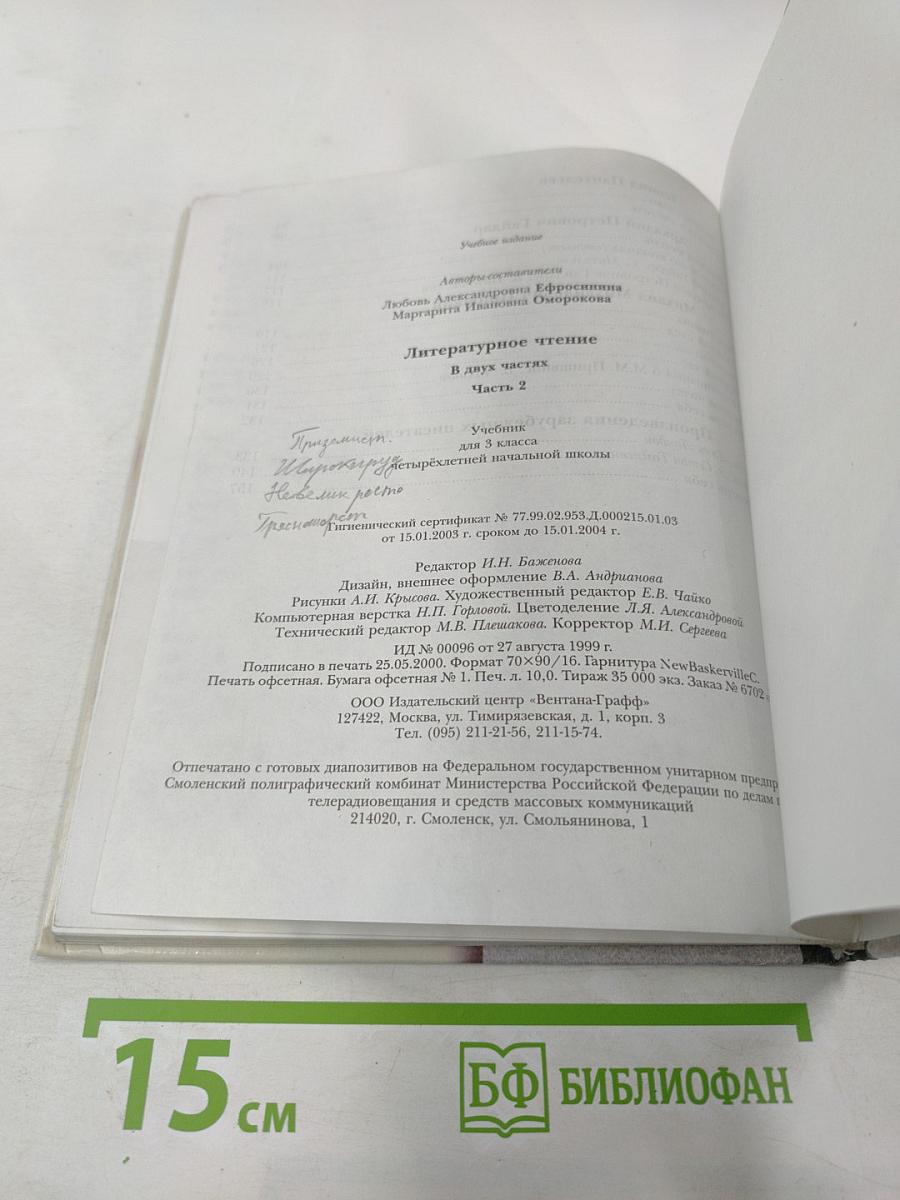 Учебное издание
Авторы-составители
Любовь Александровна Ефросинина
Маргарита Ивановна Оморокова
Литературное чтение
В двух частях
Часть 2
Учебник
для 3 класса
четырёхлетней начальной школы
Приземист.
Широкогруд
Невелик росто
Гигиенический сертификат № 77.99.02.953.Д.000215.01.03
от 15.01.2003 г. сроком до 15.01.2004 г.
Редактор И.Н. Баженова
Дизайн, внешнее оформление В.А. Андрианова
Рисунки А.И. Крысова. Художественный редактор Е.В. Чайко
Компьютерная верстка Н.П. Горловой. Цветоделение Л.Я. Александровой
Технический редактор М.В. Плешакова. Корректор М.И. Сергеева
ИД № 00096 от 27 августа 1999 г.
Подписано в печать 25.05.2000. Формат 70×90/16. Гарнитура NewBaskervilleC.
Печать офсетная. Бумага офсетная № 1. Печ. л. 10,0. Тираж 35 000 экз. Заказ № 6702
ООО Издательский центр «Вентана-Графф»
127422, Москва, ул. Тимирязевская, д. 1, корп. 3
Тел. (095) 211-21-56, 211-15-74.
Отпечатано с готовых диапозитивов на Федеральном государственном унитарном предпр
Смоленский полиграфический комбинат Министерства Российской Федерации по делам
телерадиовещания и средств массовых коммуникаций
214020, г. Смоленск, ул. Смольянинова, 1
15 см
БФ БИБЛИОФАН